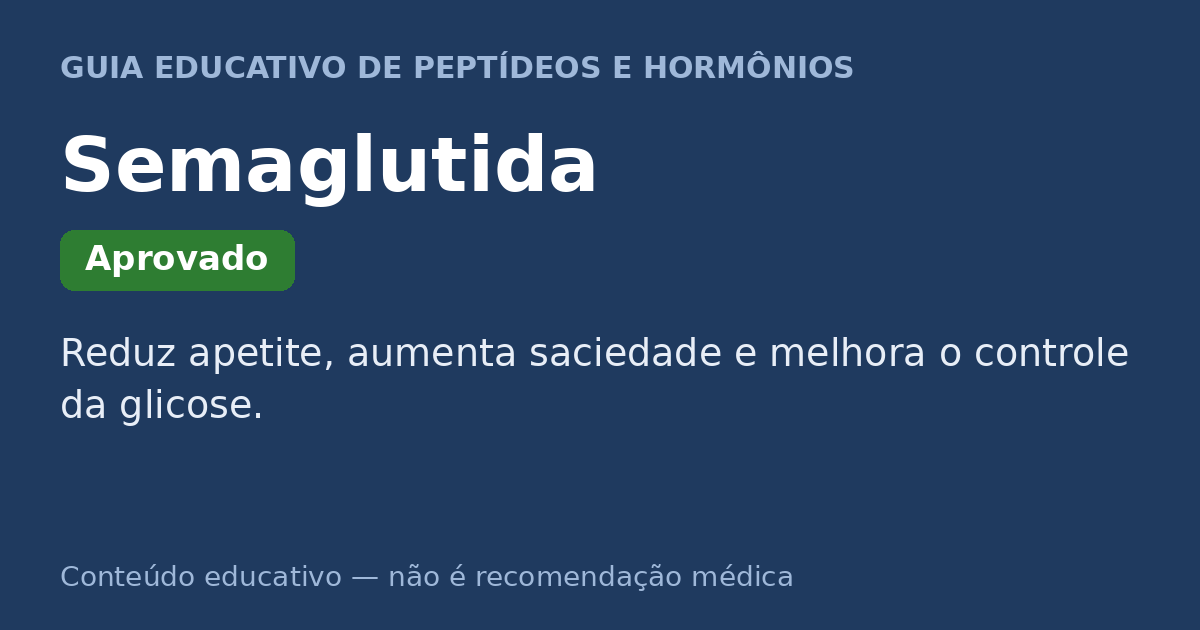 GUIA EDUCATIVO DE PEPTÍDEOS E HORMÔNIOS
Semaglutida
Aprovado
Reduz apetite, aumenta saciedade e melhora o controle
da glicose.
Conteúdo educativo — não é recomendação médica